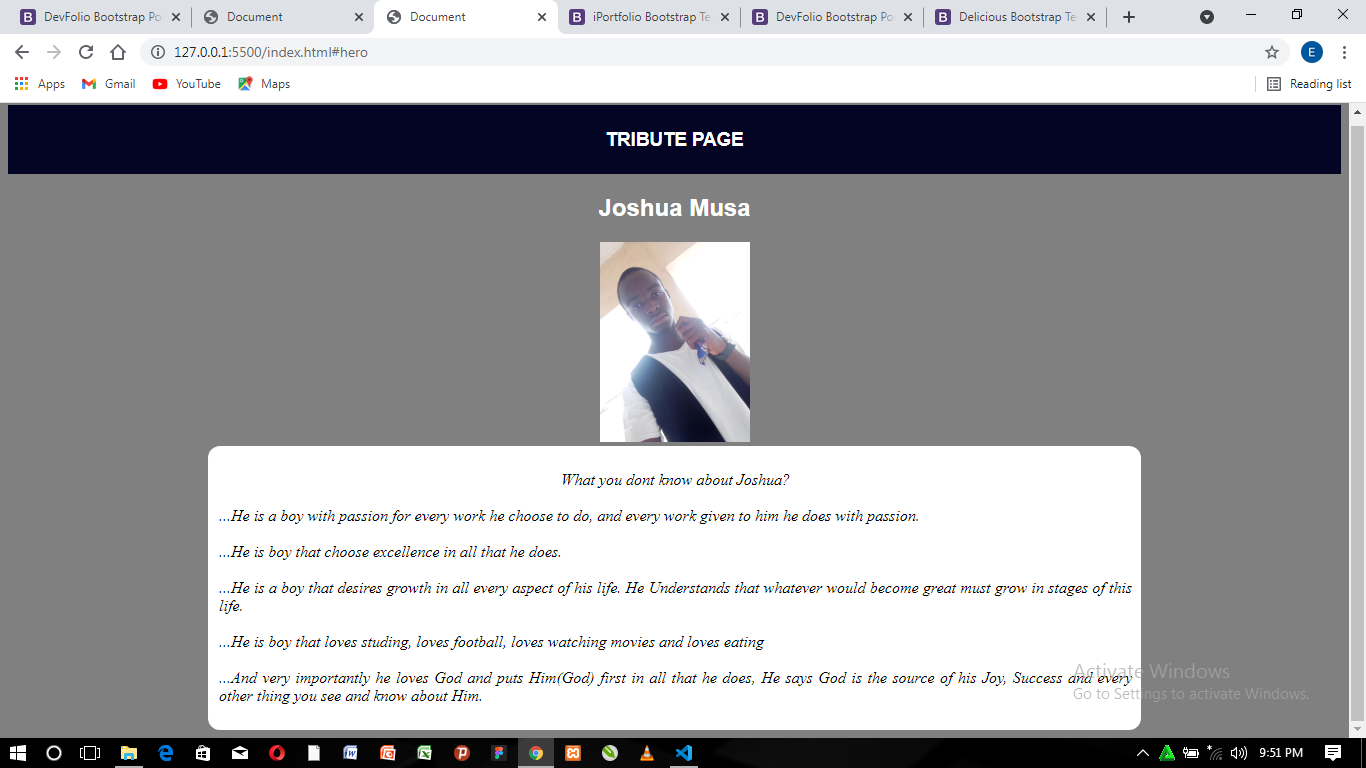 DevFolio Bootstrap Po
Document
Document
iPortfolio Bootstrap Te
DevFolio Bootstrap Po
Delicious Bootstrap Te
127.0.0.1:5500/index.html#hero
E
Apps
Gmail
YouTube
Maps
Reading list
TRIBUTE PAGE
Joshua Musa
What you dont know about Joshua?
...He is a boy with passion for every work he choose to do, and every work given to him he does with passion.
...He is boy that choose excellence in all that he does.
...He is a boy that desires growth in all every aspect of his life. He Understands that whatever would become great must grow in stages of this
life.
...He is boy that loves studing, loves football, loves watching movies and loves eating
...And very importantly he loves God and puts Him(God) first in all that he does, He says God is the source of his Joy, Success and every
other thing you see and know about Him.
Activate Windows
Go to Settings to activate Windows.
9:51 PM